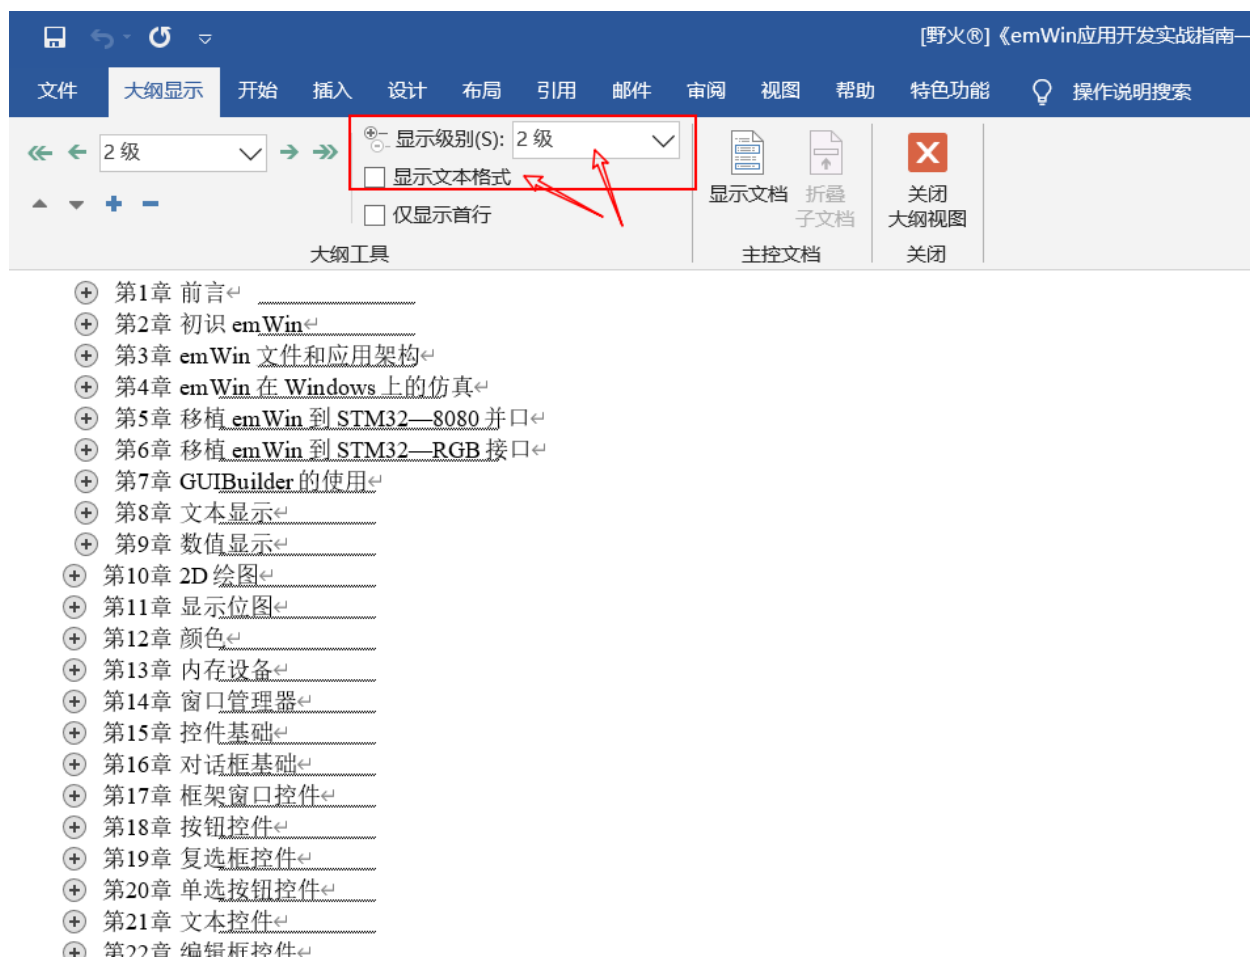 [野火®]《emWin应用开发实战指南—
文件 大纲显示 开始 插入 设计 布局 引用 邮件 审阅 视图 帮助 特色功能 操作说明搜索
2 级 显示级别(S): 2 级
显示文本格式
仅显示首行
大纲工具
显示文档 折叠子文档
主控文档
关闭大纲视图
关闭
第1章 前言
第2章 初识 emWin
第3章 emWin 文件和应用架构
第4章 emWin 在 Windows 上的仿真
第5章 移植 emWin 到 STM32—8080 并口
第6章 移植 emWin 到 STM32—RGB 接口
第7章 GUIBuilder 的使用
第8章 文本显示
第9章 数值显示
第10章 2D 绘图
第11章 显示位图
第12章 颜色
第13章 内存设备
第14章 窗口管理器
第15章 控件基础
第16章 对话框基础
第17章 框架窗口控件
第18章 按钮控件
第19章 复选框控件
第20章 单选按钮控件
第21章 文本控件
第22章 编辑框控件